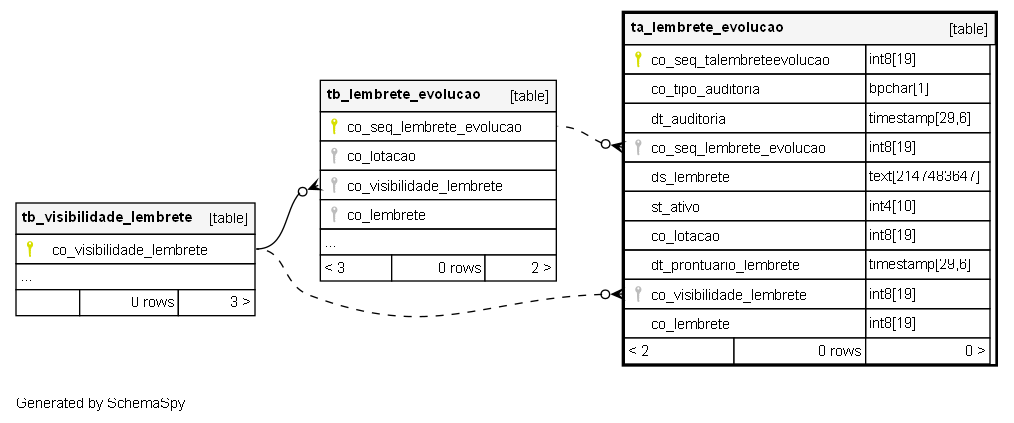 tb_visibilidade_lembrete [table]
co_visibilidade_lembrete
...
0 rows 3 >
tb_lembrete_evolucao [table]
co_seq_lembrete_evolucao
co_lotacao
co_visibilidade_lembrete
co_lembrete
...
< 3 0 rows 2 >
ta_lembrete_evolucao [table]
co_seq_talembreteevolucao int8[19]
co_tipo_auditoria bpchar[1]
dt_auditoria timestamp[29,6]
co_seq_lembrete_evolucao int8[19]
ds_lembrete text[2147483647]
st_ativo int4[10]
co_lotacao int8[19]
dt_prontuario_lembrete timestamp[29,6]
co_visibilidade_lembrete int8[19]
co_lembrete int8[19]
< 2 0 rows 0 >
Generated by SchemaSpy